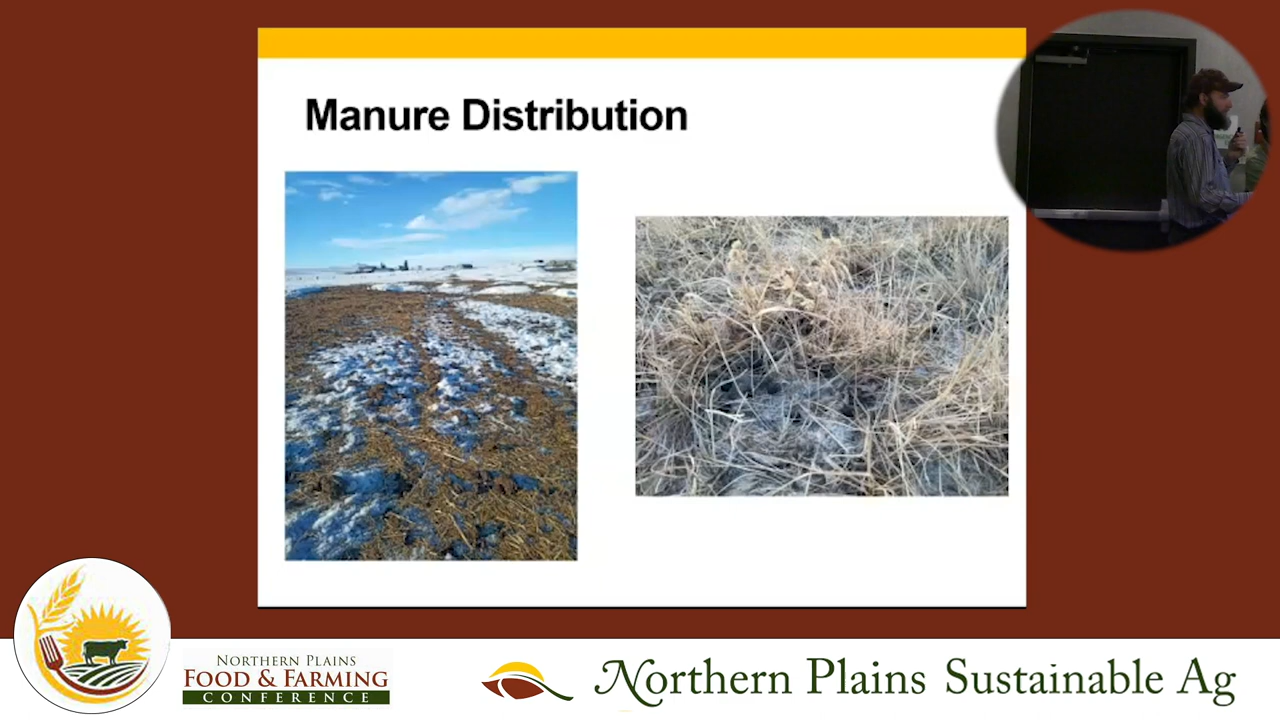 Manure Distribution
NORTHERN PLAINS
FOOD & FARMING
CONFERENCE
Northern Plains Sustainable Ag